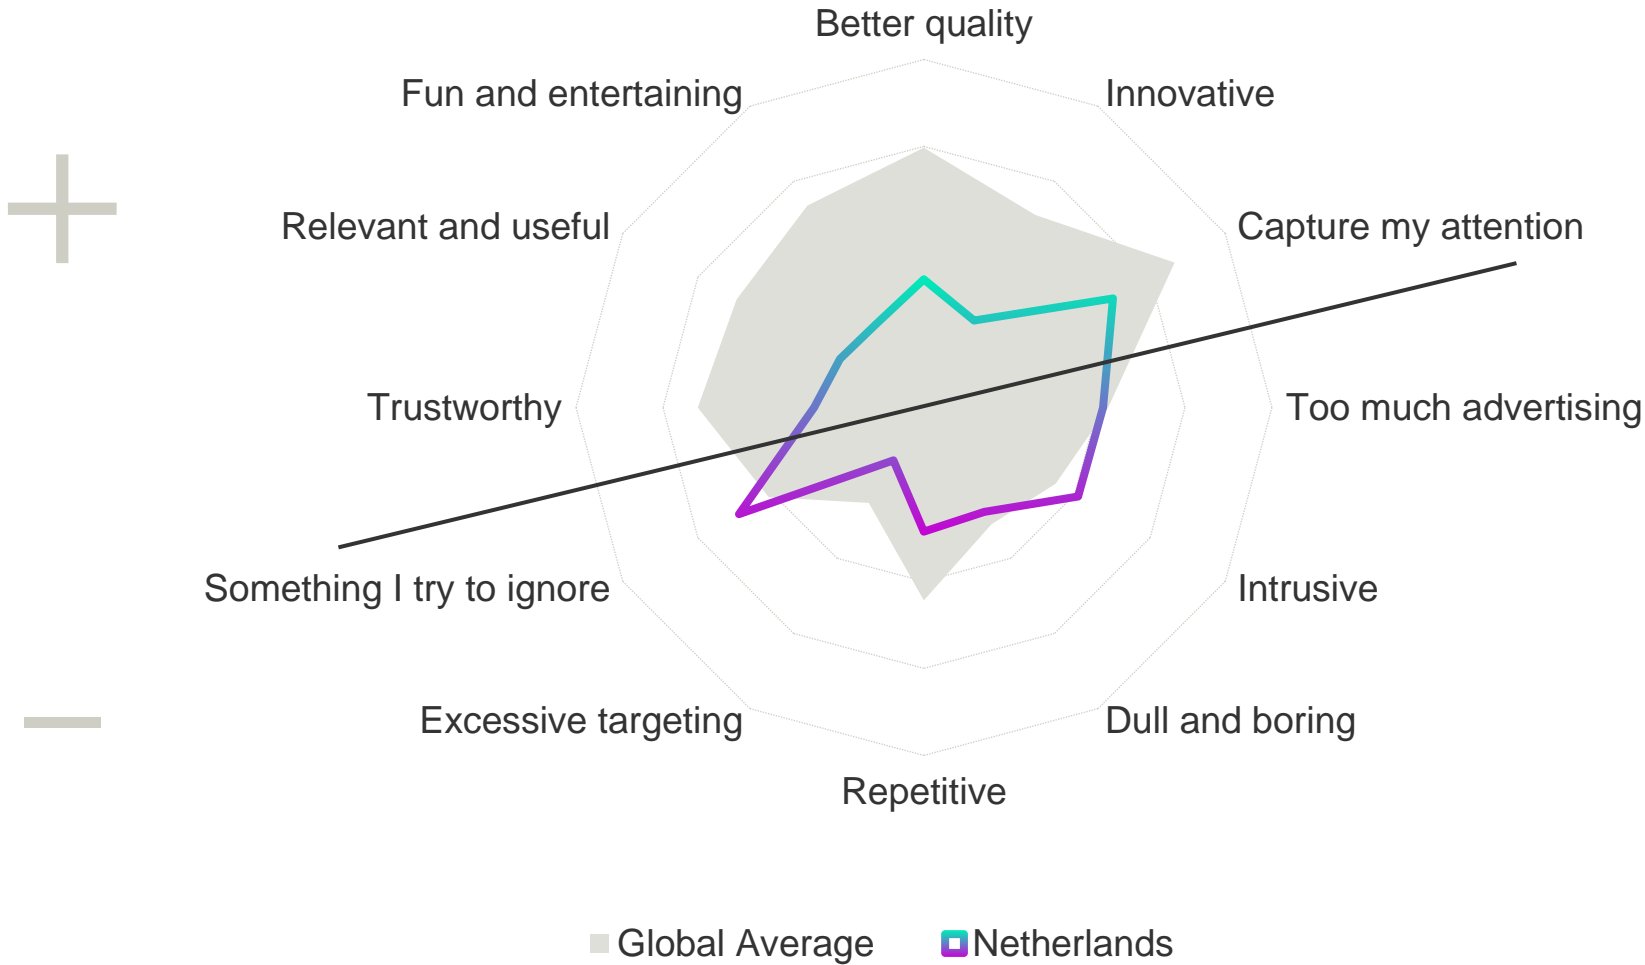 Better quality
Fun and entertaining
Innovative
Relevant and useful
Capture my attention
Trustworthy
Too much advertising
Something I try to ignore
Intrusive
Excessive targeting
Dull and boring
Repetitive
Global Average
Netherlands